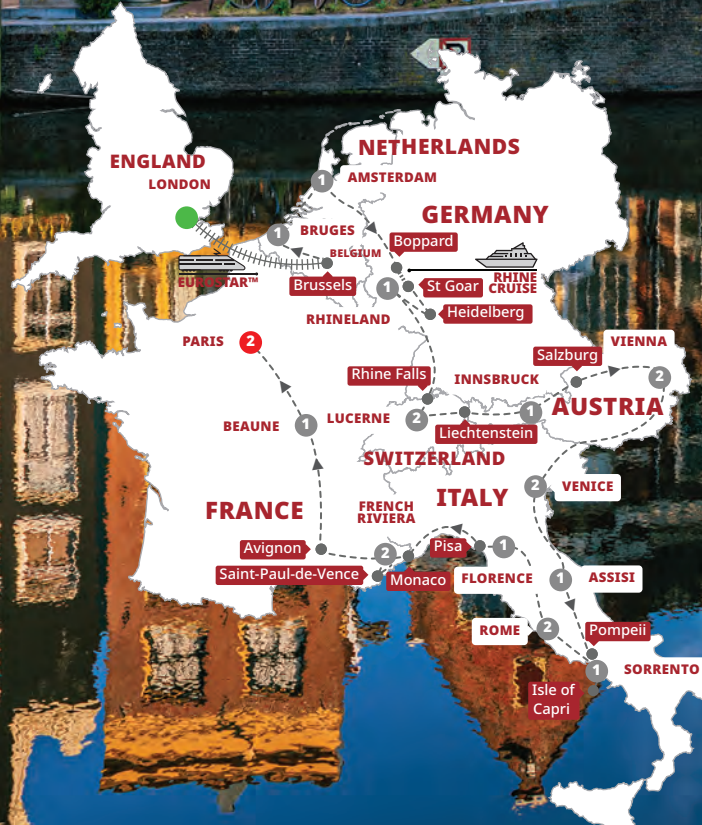 ENGLAND
LONDON
NETHERLANDS
1
AMSTERDAM
GERMANY
1
BRUGES
BELGIUM
Boppard
EUROSTAR™
Brussels
1
St Goar
RHINE
CRUISE
RHINELAND
Heidelberg
PARIS
2
Salzburg
VIENNA
2
Rhine Falls
INNSBRUCK
1
AUSTRIA
BEAUNE
1
LUCERNE
2
Liechtenstein
SWITZERLAND
ITALY
2
VENICE
FRANCE
FRENCH
RIVIERA
Avignon
2
Pisa
1
Saint-Paul-de-Vence
Monaco
FLORENCE
1
ASSISI
ROME
2
Pompeii
1
SORRENTO
Isle of
Capri